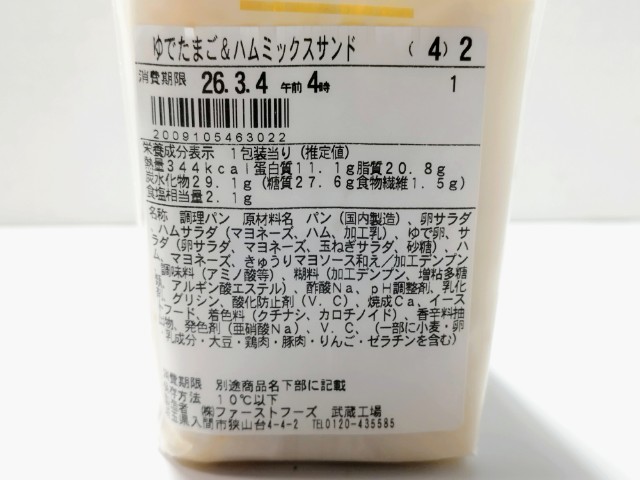 ゆでたまご&ハムミックスサンド (4)2
消費期限 26.3.4 午前4時 1
2009105463022
栄養成分表示 1包装当り(推定値)
熱量344kcal蛋白質11.1g脂質20.8g
炭水化物29.1g(糖質27.6g食物繊維1.5g)
食塩相当量2.1g
名称 調理パン 原材料名 パン(国内製造)、卵サラダ
、ハムサラダ(マヨネーズ、ハム、加工乳)、ゆで卵、サ
ラダ(卵サラダ、マヨネーズ、玉ねぎサラダ、砂糖)、ハ
ム、マヨネーズ、きゅうりマヨソース和え/加工デンプン
、調味料(アミノ酸等)、糊料(加工デンプン、増粘多糖
類、アルギン酸エステル)、酢酸Na、pH調整剤、乳化
、グリシン、酸化防止剤(V.C)、焼成Ca、イース
トフード、着色料(クチナシ、カロチノイド)、香辛料抽
出物、発色剤(亜硝酸Na)、V.C、(一部に小麦・卵
・乳成分・大豆・鶏肉・豚肉・りんご・ゼラチンを含む)
消費期限 別途商品名下部に記載
保存方法 10℃以下
者 ㈱ファーストフーズ 武蔵工場
玉県入間市狭山台4-4-2 TEL0120-435585